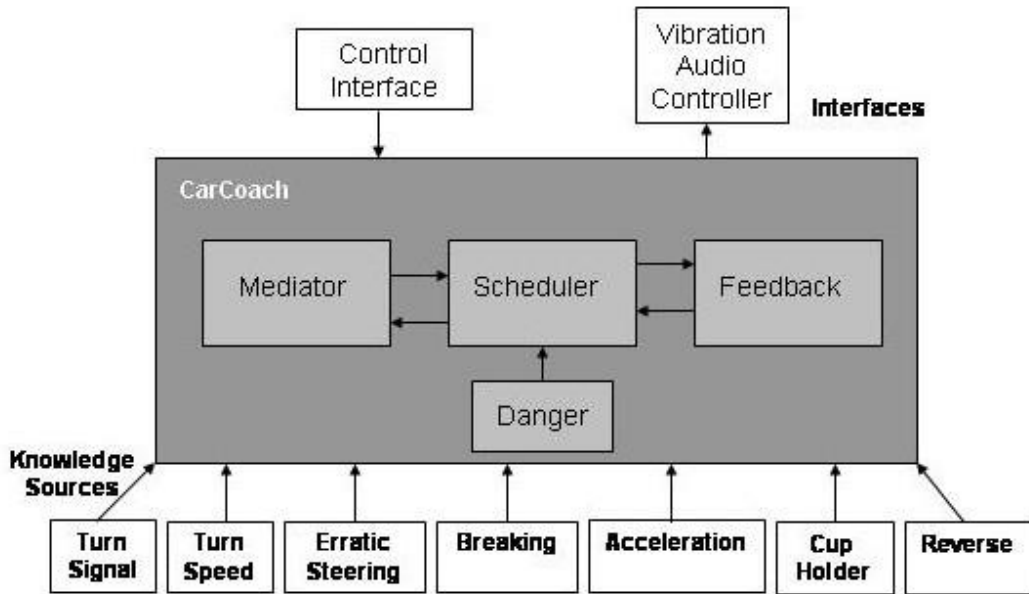 Control
Interface
Vibration
Audio
Controller
Interfaces
CarCoach
Mediator
Scheduler
Feedback
Danger
Knowledge
Sources
Turn
Signal
Turn
Speed
Erratic
Steering
Breaking
Acceleration
Cup
Holder
Reverse